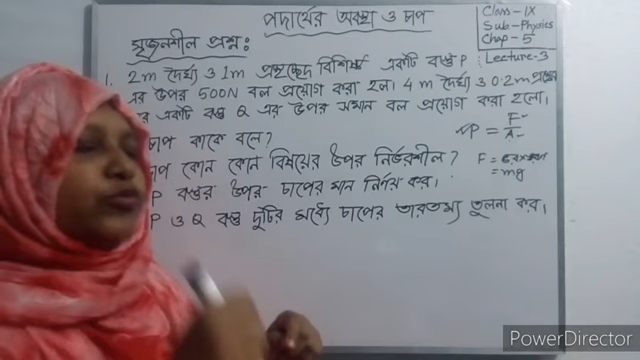 পদার্থের অবস্থা ও চাপ
Class-IX
Sub-Physics
Chap-5
Lecture-3
সৃজনশীল প্রশ্ন:
1. 2m দৈর্ঘ্য ও 1m প্রস্থচ্ছেদ বিশিষ্ট একটি বস্তু P
এর উপর 500N বল প্রয়োগ করা হল। 4 m দৈর্ঘ্য ও 0.2m
র একটি বস্তু Q এর উপর সমান বল প্রয়োগ করা হলো।
চাপ কাকে বলে?
P = F/A
চাপ কোন কোন বিষয়ের উপর নির্ভরশীল?
F =
= mg
P বস্তুর উপর চাপের মান নির্ণয় কর।
P ও Q বস্তু দুটির মধ্যে চাপের তারতম্য তুলনা কর।
PowerDirector